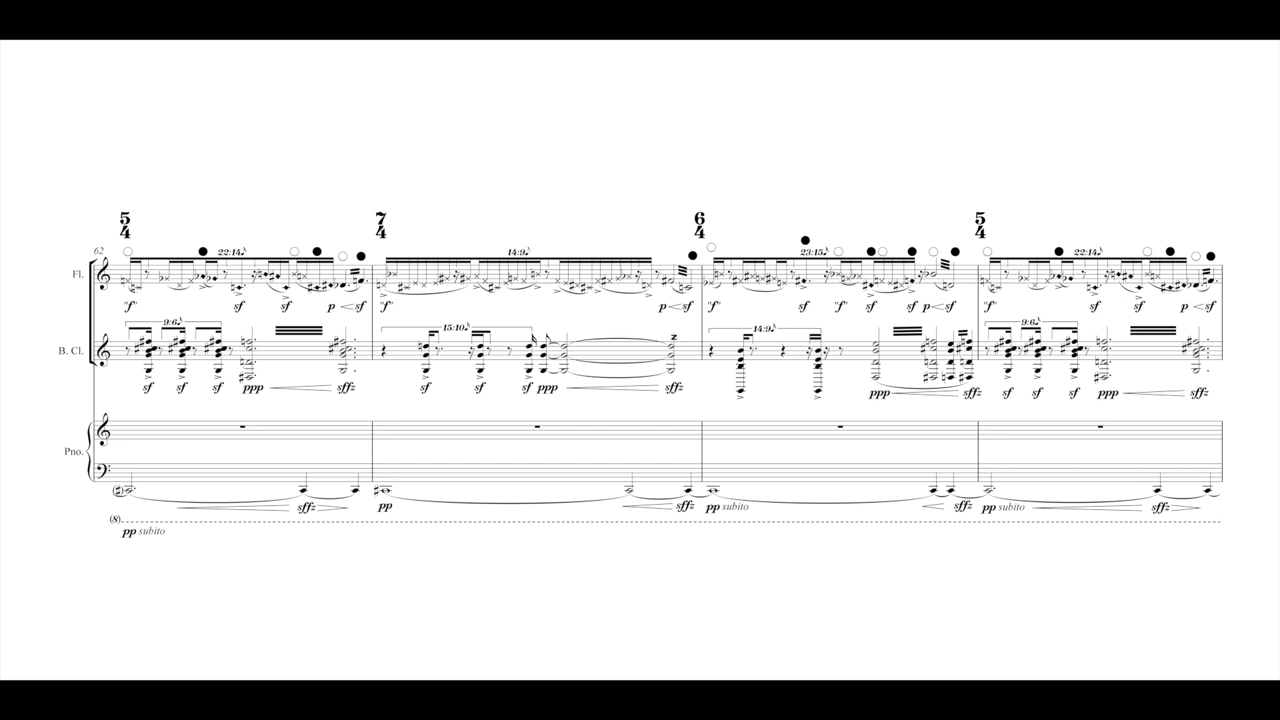 5 7 6 5
4 4 4 4
62 22:14 14:9 23:15 22:14
Fl.
"f" sf sf p sf "f" p sf "f" sf "f" sf sf p sf "f" sf sf p sf
9:6 15:10 14:9 9:6
B. Cl.
sf sf sf ppp sffz sf sf sf ppp sffz ppp sffz sf sf sf ppp sffz
Pno.
sffz pp sffz pp subito sffz pp subito sffz
(8)
pp subito